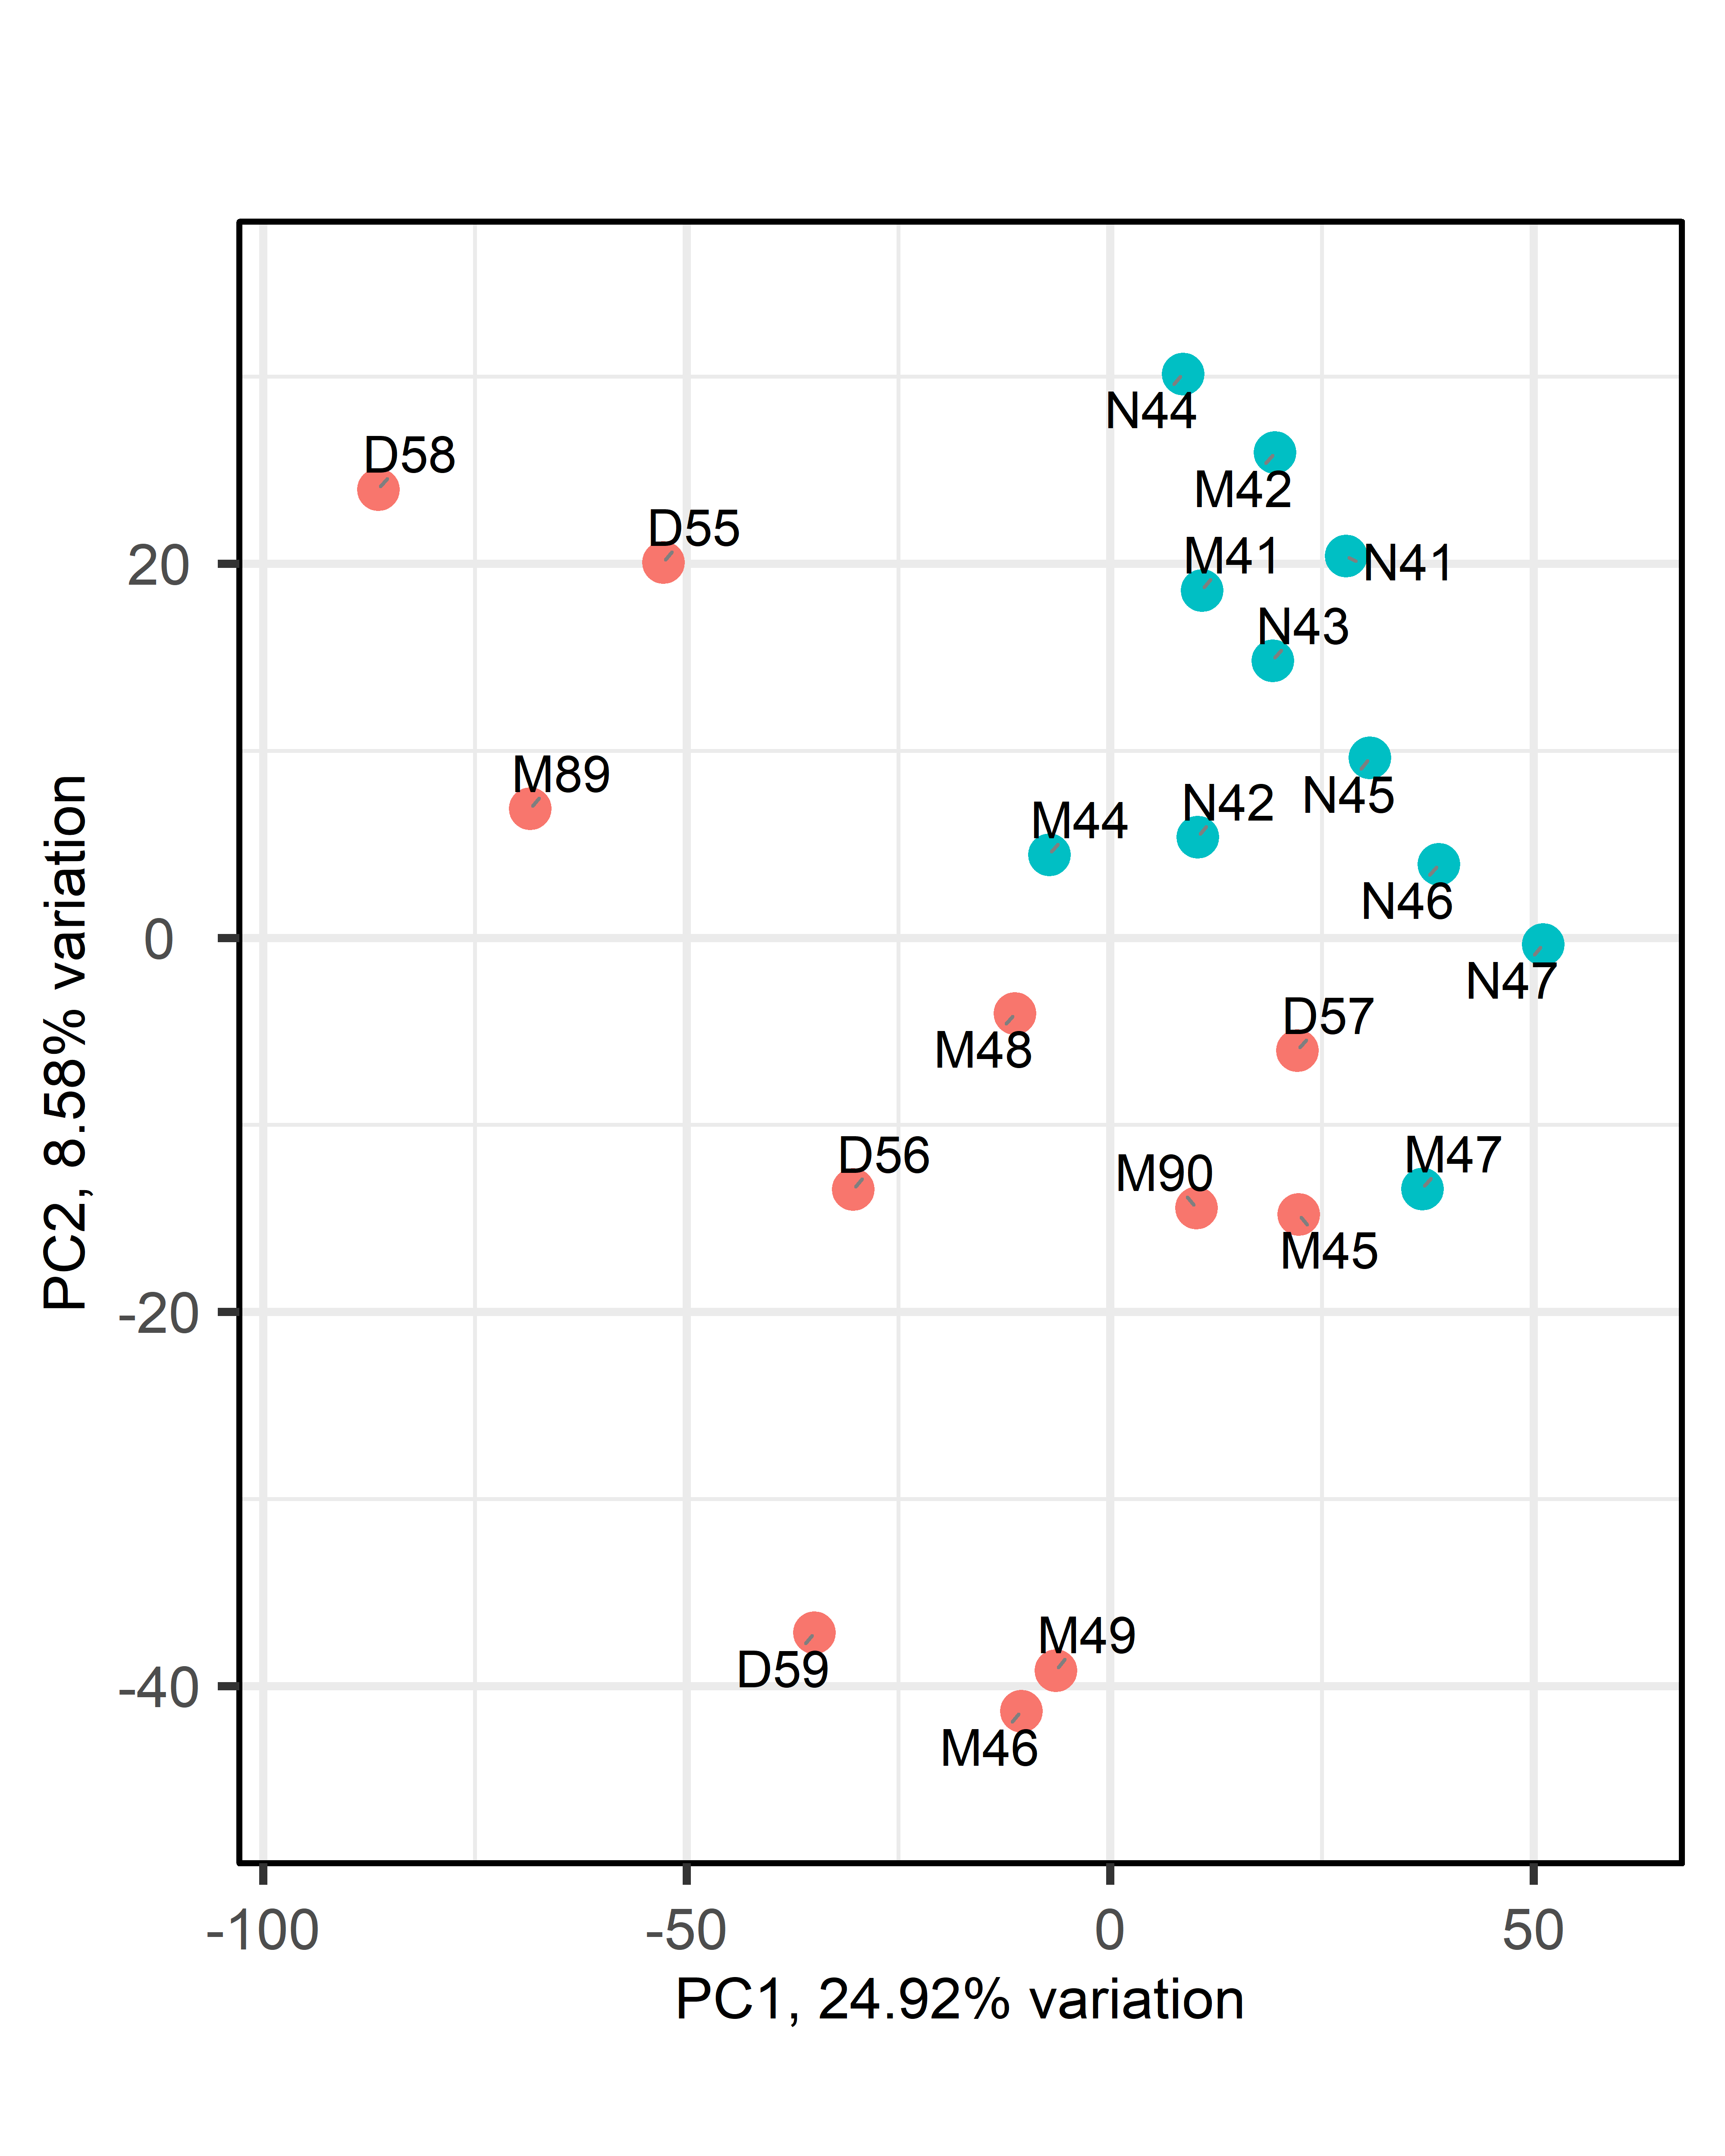 N44
D58
M42
D55
M41
N41
20
N43
M89
N45
N42
M44
N46
0
N47
D57
M48
D56
M47
M90
M45
-20
M49
D59
-40
M46
PC2, 8.58% variation
-100
-50
0
50
PC1, 24.92% variation